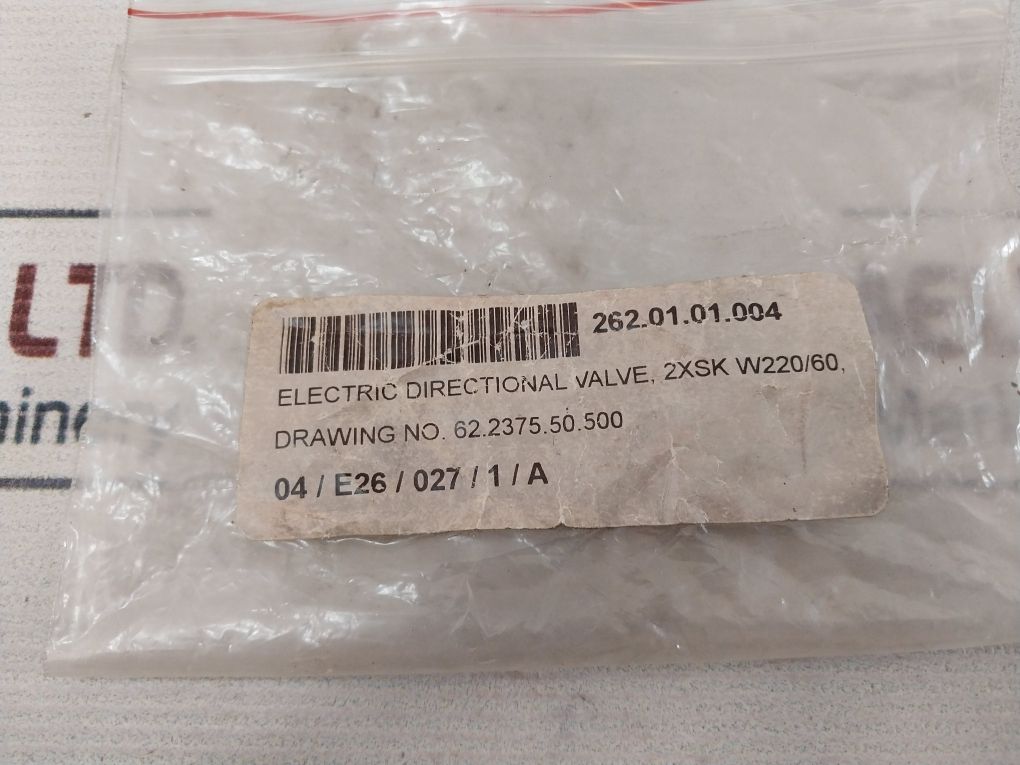 LTD.
262.01.01.004
ELECTRIC DIRECTIONAL VALVE, 2XSK W220/60,
DRAWING NO. 62.2375.50.500
04 / E26 / 027 / 1 / A